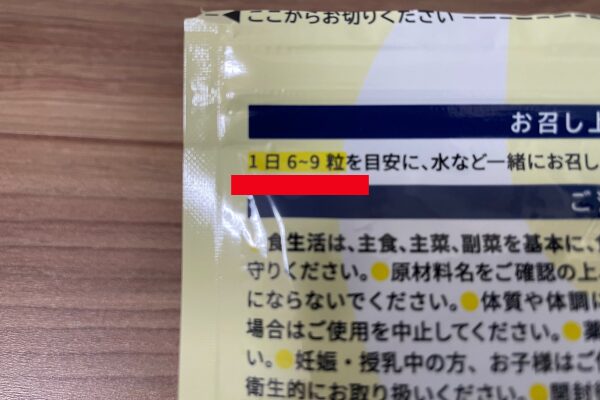 ◀ここからお切りください
お召し上
1日6~9粒を目安に、水など一緒にお召し
ご
食生活は、主食、主菜、副菜を基本に、
守りください。●原材料名をご確認の上、
にならないでください。●体質や体調に
場合はご使用を中止してください。●薬
い。●妊娠・授乳中の方、お子様はご
衛生的にお取り扱いください。●開封